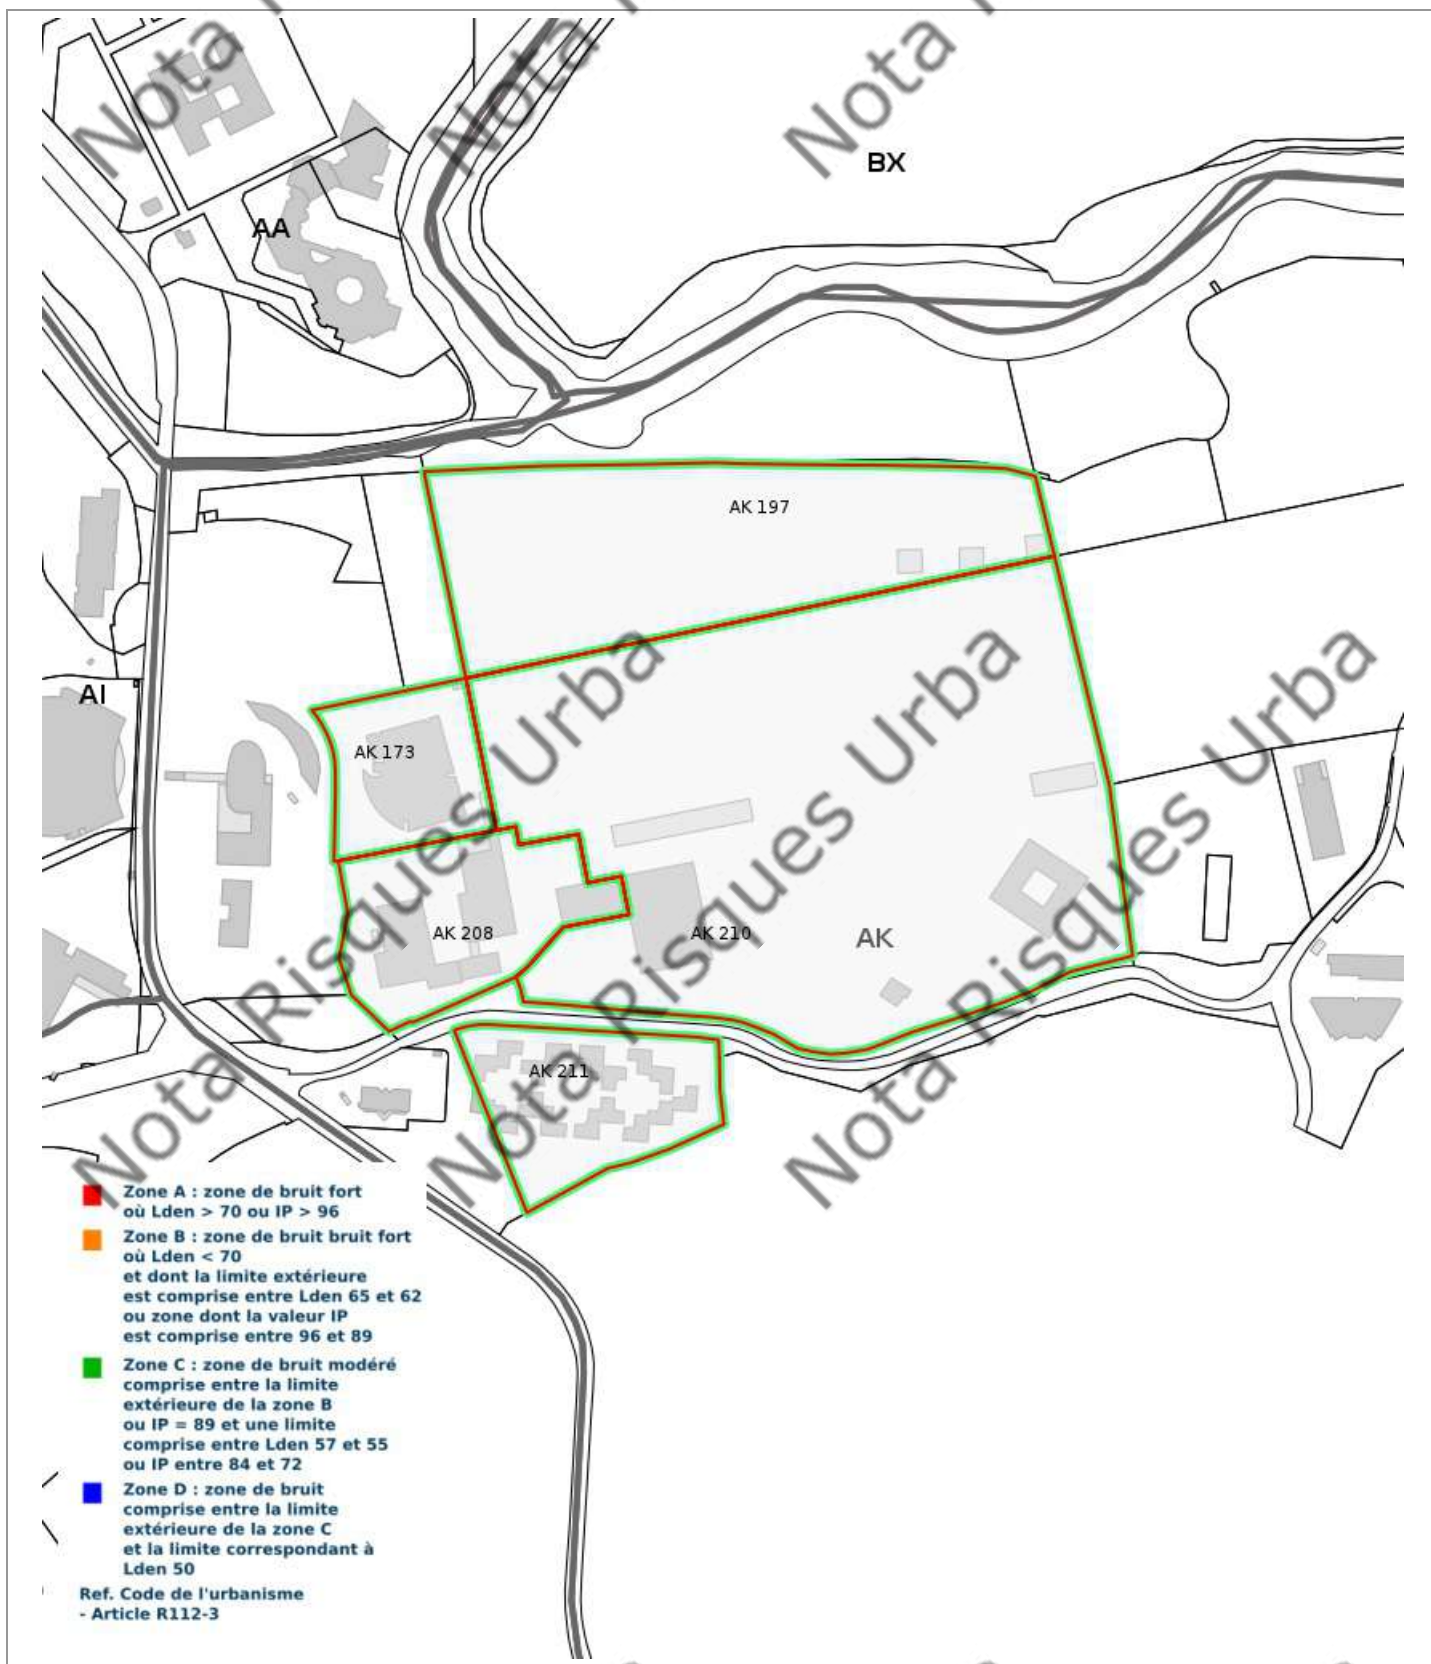 Nota
Nota
Nota
BX
AA
AK 197
AI
AK 173
AK 208
AK 210
AK
AK 211
Nota Risques Urba
Nota Risques Urba
Nota Risques Urba
Zone A : zone de bruit fort
où Lden > 70 ou IP > 96
Zone B : zone de bruit bruit fort
où Lden < 70
et dont la limite extérieure
est comprise entre Lden 65 et 62
ou zone dont la valeur IP
est comprise entre 96 et 89
Zone C : zone de bruit modéré
comprise entre la limite
extérieure de la zone B
ou IP = 89 et une limite
comprise entre Lden 57 et 55
ou IP entre 84 et 72
Zone D : zone de bruit
comprise entre la limite
extérieure de la zone C
et la limite correspondant à
Lden 50
Ref. Code de l'urbanisme
- Article R112-3